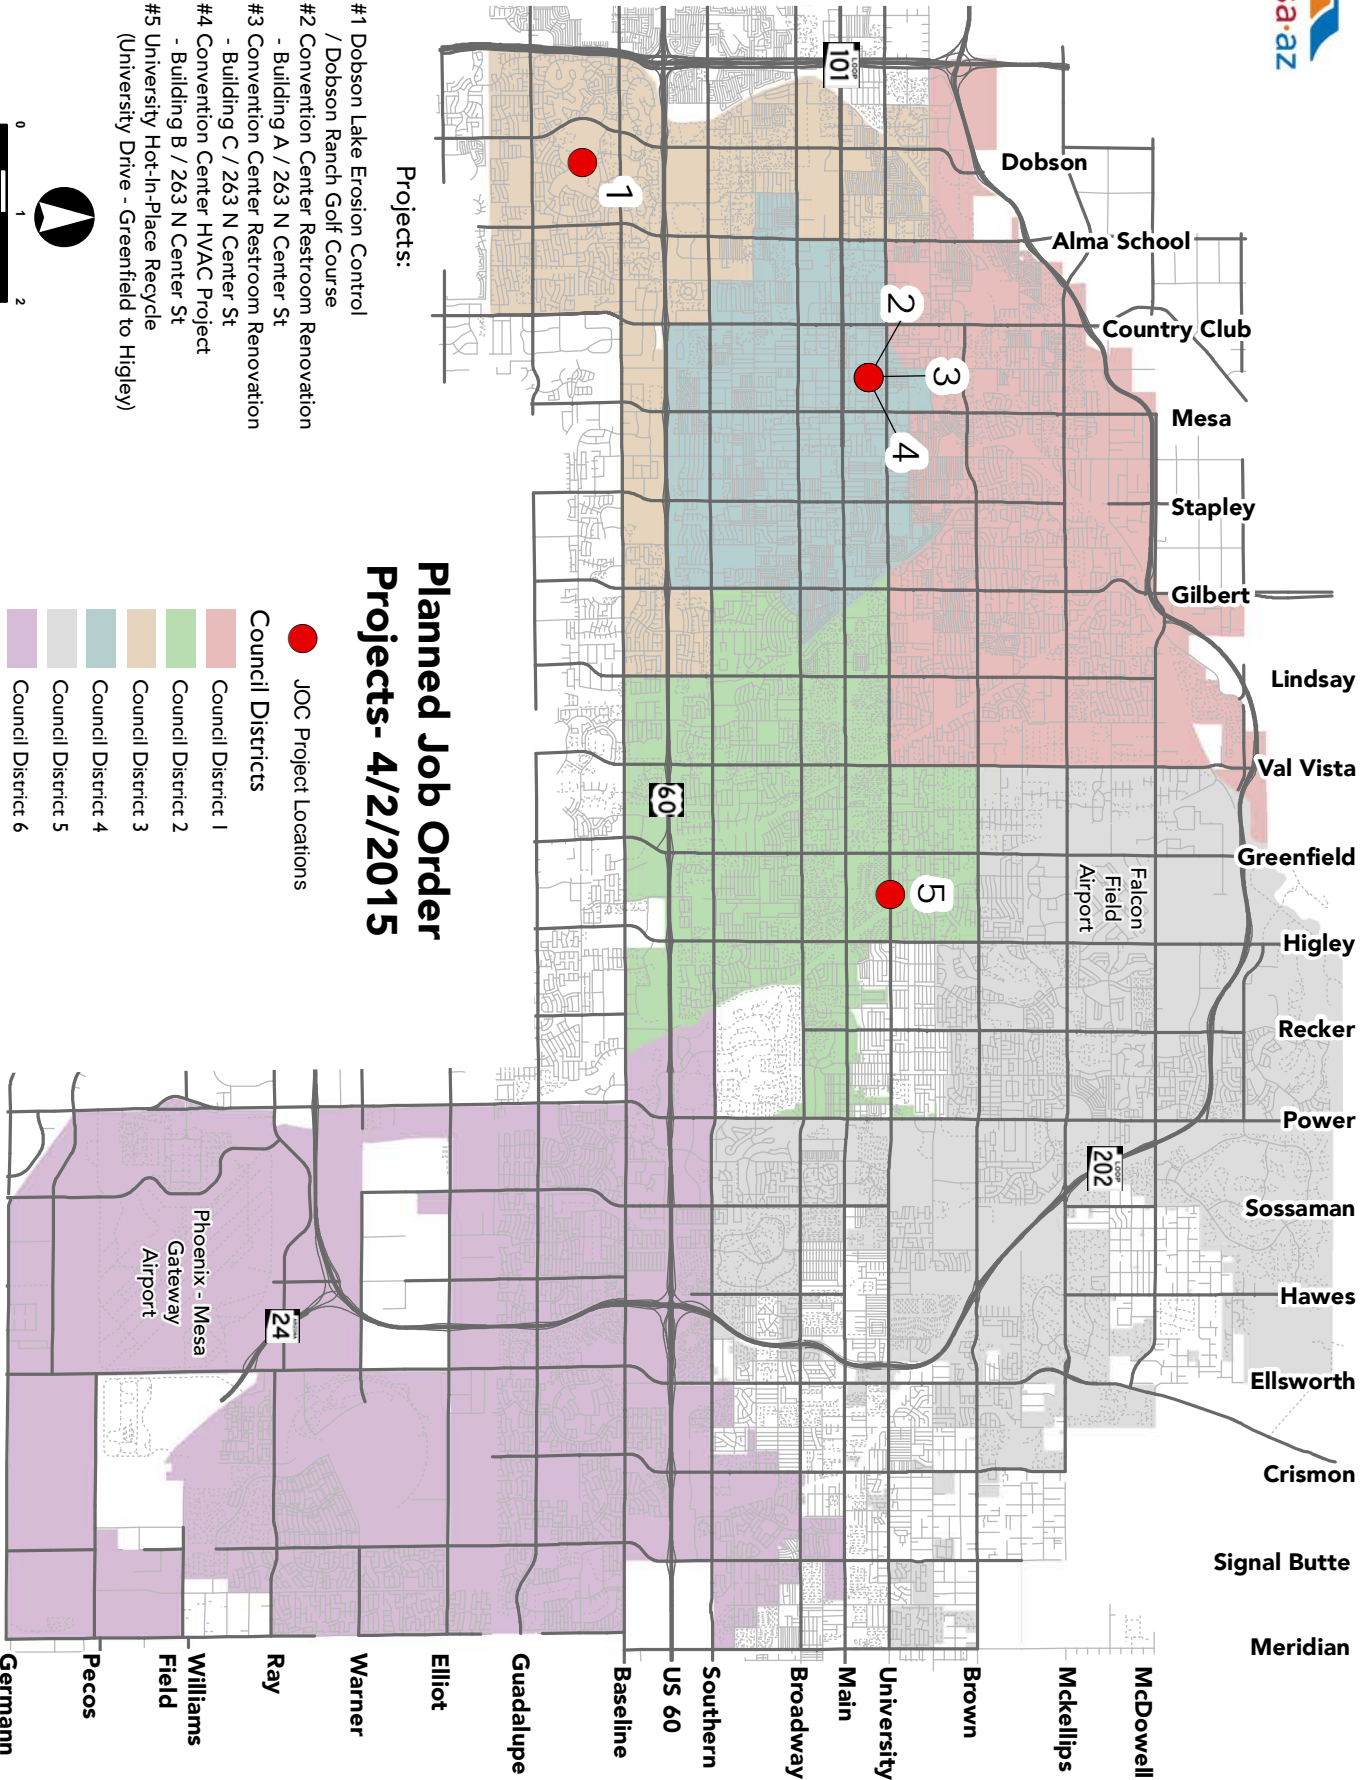 sa·az
Planned Job Order
Projects- 4/2/2015
Projects:
#1 Dobson Lake Erosion Control
/ Dobson Ranch Golf Course
#2 Convention Center Restroom Renovation
- Building A / 263 N Center St
#3 Convention Center Restroom Renovation
- Building C / 263 N Center St
#4 Convention Center HVAC Project
- Building B / 263 N Center St
#5 University Hot-In-Place Recycle
(University Drive - Greenfield to Higley)
0 1 2
JOC Project Locations
Council Districts
Council District 1
Council District 2
Council District 3
Council District 4
Council District 5
Council District 6
Dobson
Alma School
Country Club
Mesa
Stapley
Gilbert
Lindsay
Val Vista
Greenfield
Higley
Recker
Power
Sossaman
Hawes
Ellsworth
Crismon
Signal Butte
Meridian
McDowell
Mckellips
Brown
University
Main
Broadway
Southern
US 60
Baseline
Guadalupe
Elliot
Warner
Ray
Williams
Field
Pecos
Germann
LOOP
101
LOOP
202
60
24
1
2
3
4
5
Falcon
Field
Airport
Phoenix - Mesa
Gateway
Airport